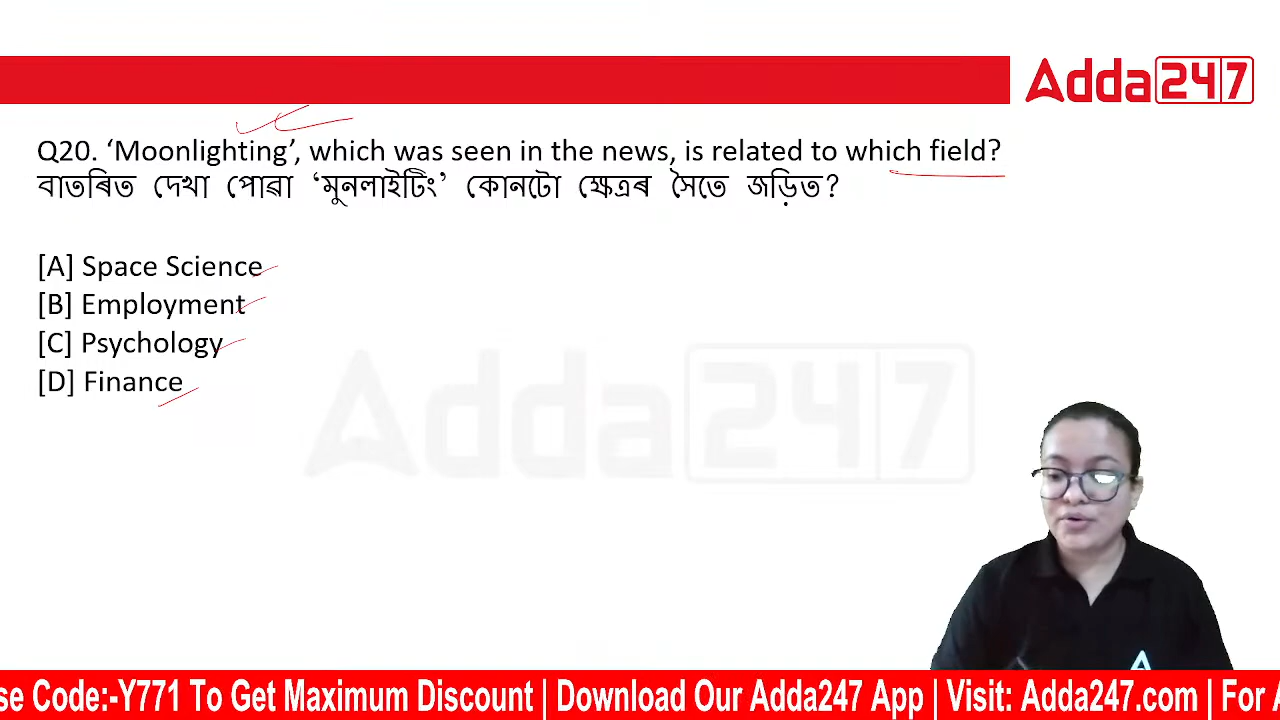 Adda247
Q20. ‘Moonlighting’, which was seen in the news, is related to which field?
বাতৰিত দেখা পোৱা ‘মুনলাইটিং’ কোনটো ক্ষেত্ৰৰ সৈতে জড়িত?
[A] Space Science
[B] Employment
[C] Psychology
[D] Finance
Adda247
se Code:-Y771 To Get Maximum Discount | Download Our Adda247 App | Visit: Adda247.com | For A